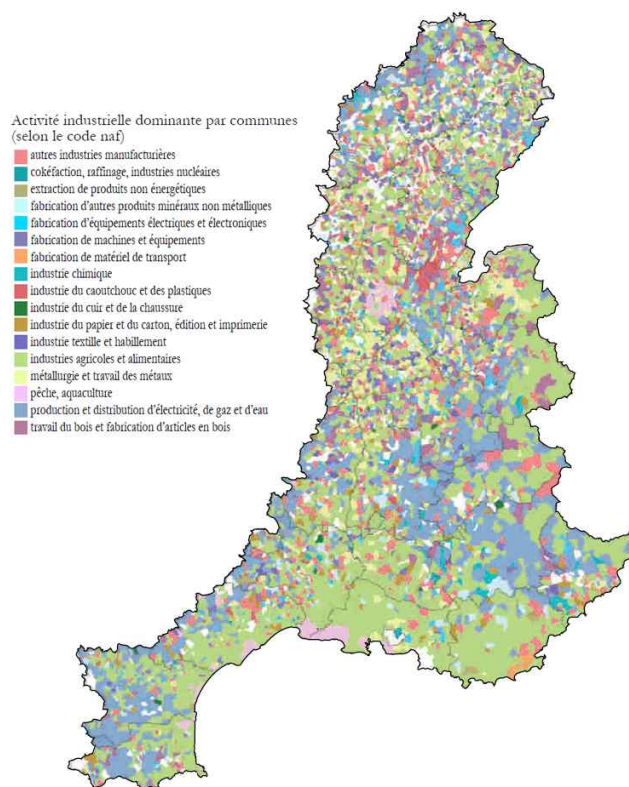 Activité industrielle dominante par communes
(selon le code naf)
autres industries manufacturières
cokéfaction, raffinage, industries nucléaires
extraction de produits non énergétiques
fabrication d'autres produits minéraux non métalliques
fabrication d'équipements électriques et électroniques
fabrication de machines et équipements
fabrication de matériel de transport
industrie chimique
industrie du caoutchouc et des plastiques
industrie du cuir et de la chaussure
industrie du papier et du carton, édition et imprimerie
industrie textille et habillement
industries agricoles et alimentaires
métallurgie et travail des métaux
pêche, aquaculture
production et distribution d'électricité, de gaz et d'eau
travail du bois et fabrication d'articles en bois